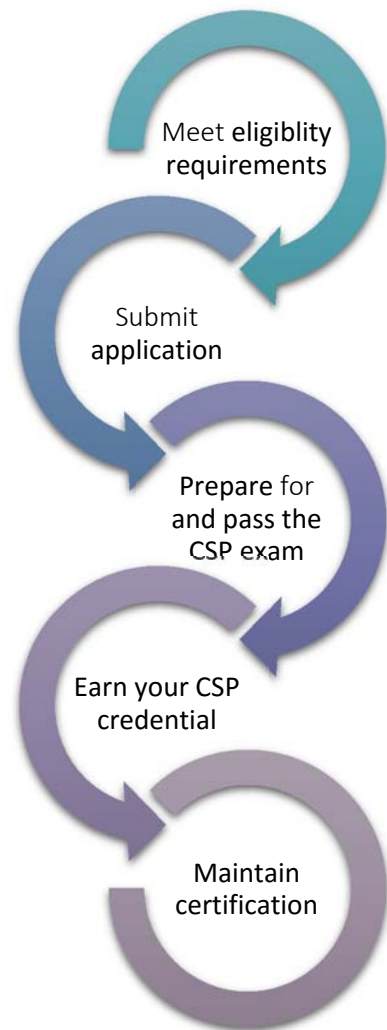 Meet eligiblity
requirements
Submit
application
Prepare for
and pass the
CSP exam
Earn your CSP
credential
Maintain
certification